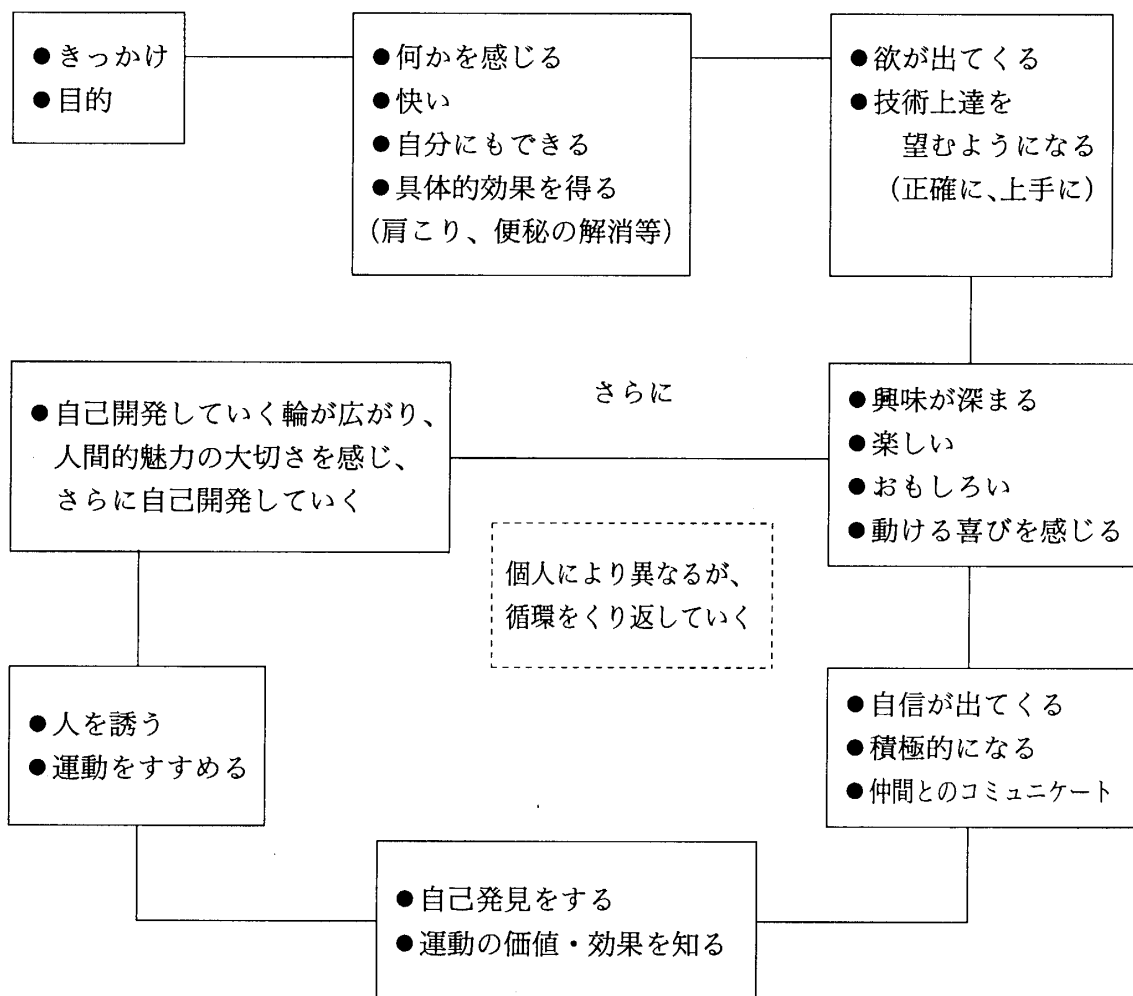 ●きっかけ
●目的
●何かを感じる
●快い
●自分にもできる
●具体的効果を得る
(肩こり、便秘の解消等)
●欲が出てくる
●技術上達を
望むようになる
(正確に、上手に)
●自己開発していく輪が広がり、
人間的魅力の大切さを感じ、
さらに自己開発していく
さらに
●興味が深まる
●楽しい
●おもしろい
●動ける喜びを感じる
個人により異なるが、
循環をくり返していく
●人を誘う
●運動をすすめる
●自信が出てくる
●積極的になる
●仲間とのコミュニケート
●自己発見をする
●運動の価値・効果を知る